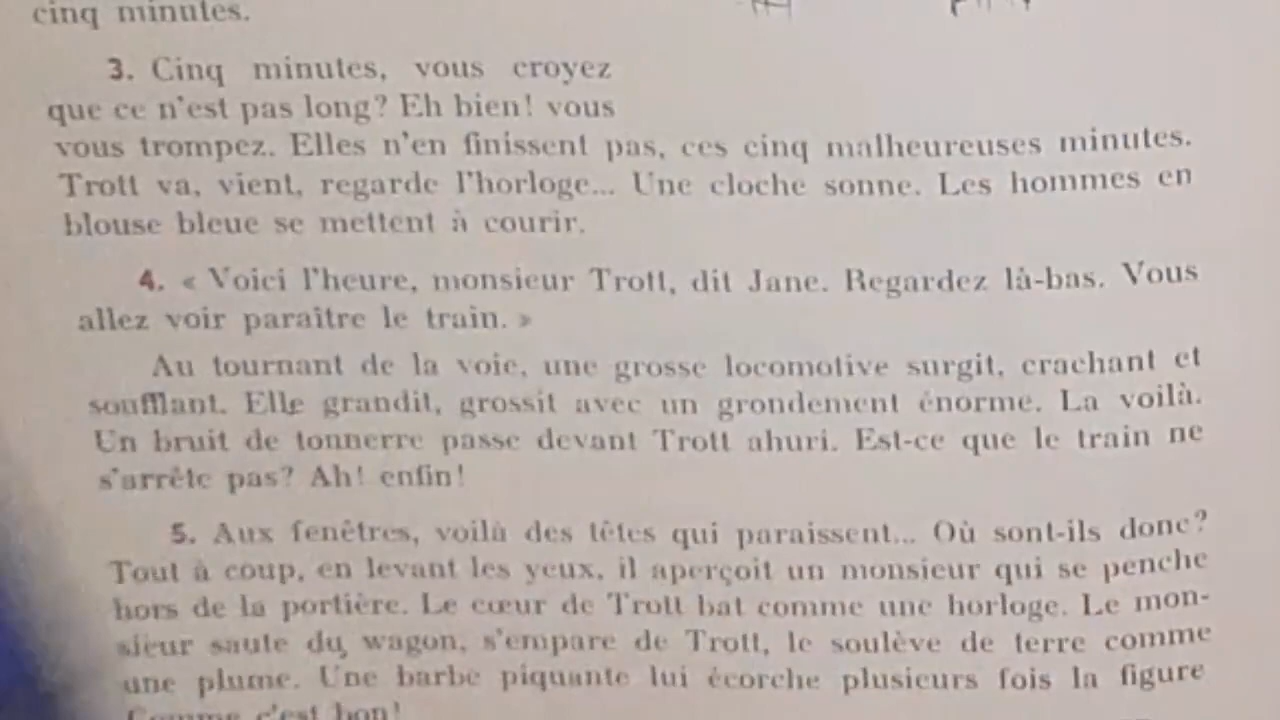 cinq minutes.
3. Cinq minutes, vous croyez
que ce n'est pas long? Eh bien! vous
vous trompez. Elles n'en finissent pas, ces cinq malheureuses minutes.
Trott va, vient, regarde l'horloge... Une cloche sonne. Les hommes en
blouse bleue se mettent à courir.
4. « Voici l'heure, monsieur Trott, dit Jane. Regardez là-bas. Vous
allez voir paraître le train. »
Au tournant de la voie, une grosse locomotive surgit, crachant et
soufflant. Elle grandit, grossit avec un grondement énorme. La voilà.
Un bruit de tonnerre passe devant Trott ahuri. Est-ce que le train ne
s'arrête pas? Ah! enfin!
5. Aux fenêtres, voilà des têtes qui paraissent... Où sont-ils donc?
Tout à coup, en levant les yeux, il aperçoit un monsieur qui se penche
hors de la portière. Le cœur de Trott bat comme une horloge. Le mon-
sieur saute du wagon, s'empare de Trott, le soulève de terre comme
une plume. Une barbe piquante lui écorche plusieurs fois la figure
Comme c'est bon!